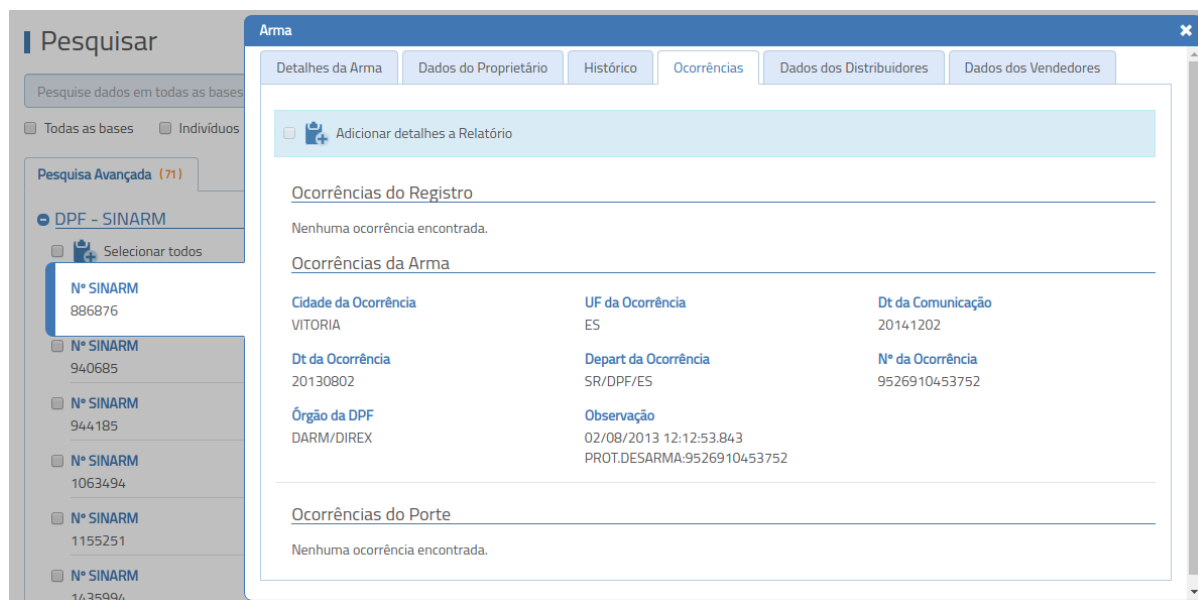 Pesquisar
Pesquise dados em todas as bases
Todas as bases Indivíduos
Pesquisa Avançada (71)
DPF - SINARM
Selecionar todos
Nº SINARM
886876
Nº SINARM
940685
Nº SINARM
944185
Nº SINARM
1063494
Nº SINARM
1155251
Nº SINARM
1435994
Arma
Detalhes da Arma Dados do Proprietário Histórico Ocorrências Dados dos Distribuidores Dados dos Vendedores
Adicionar detalhes a Relatório
Ocorrências do Registro
Nenhuma ocorrência encontrada.
Ocorrências da Arma
Cidade da Ocorrência UF da Ocorrência Dt da Comunicação
VITORIA ES 20141202
Dt da Ocorrência Depart da Ocorrência Nº da Ocorrência
20130802 SR/DPF/ES 9526910453752
Órgão da DPF Observação
DARM/DIREX 02/08/2013 12:12:53.843
PROT.DESARMA:9526910453752
Ocorrências do Porte
Nenhuma ocorrência encontrada.